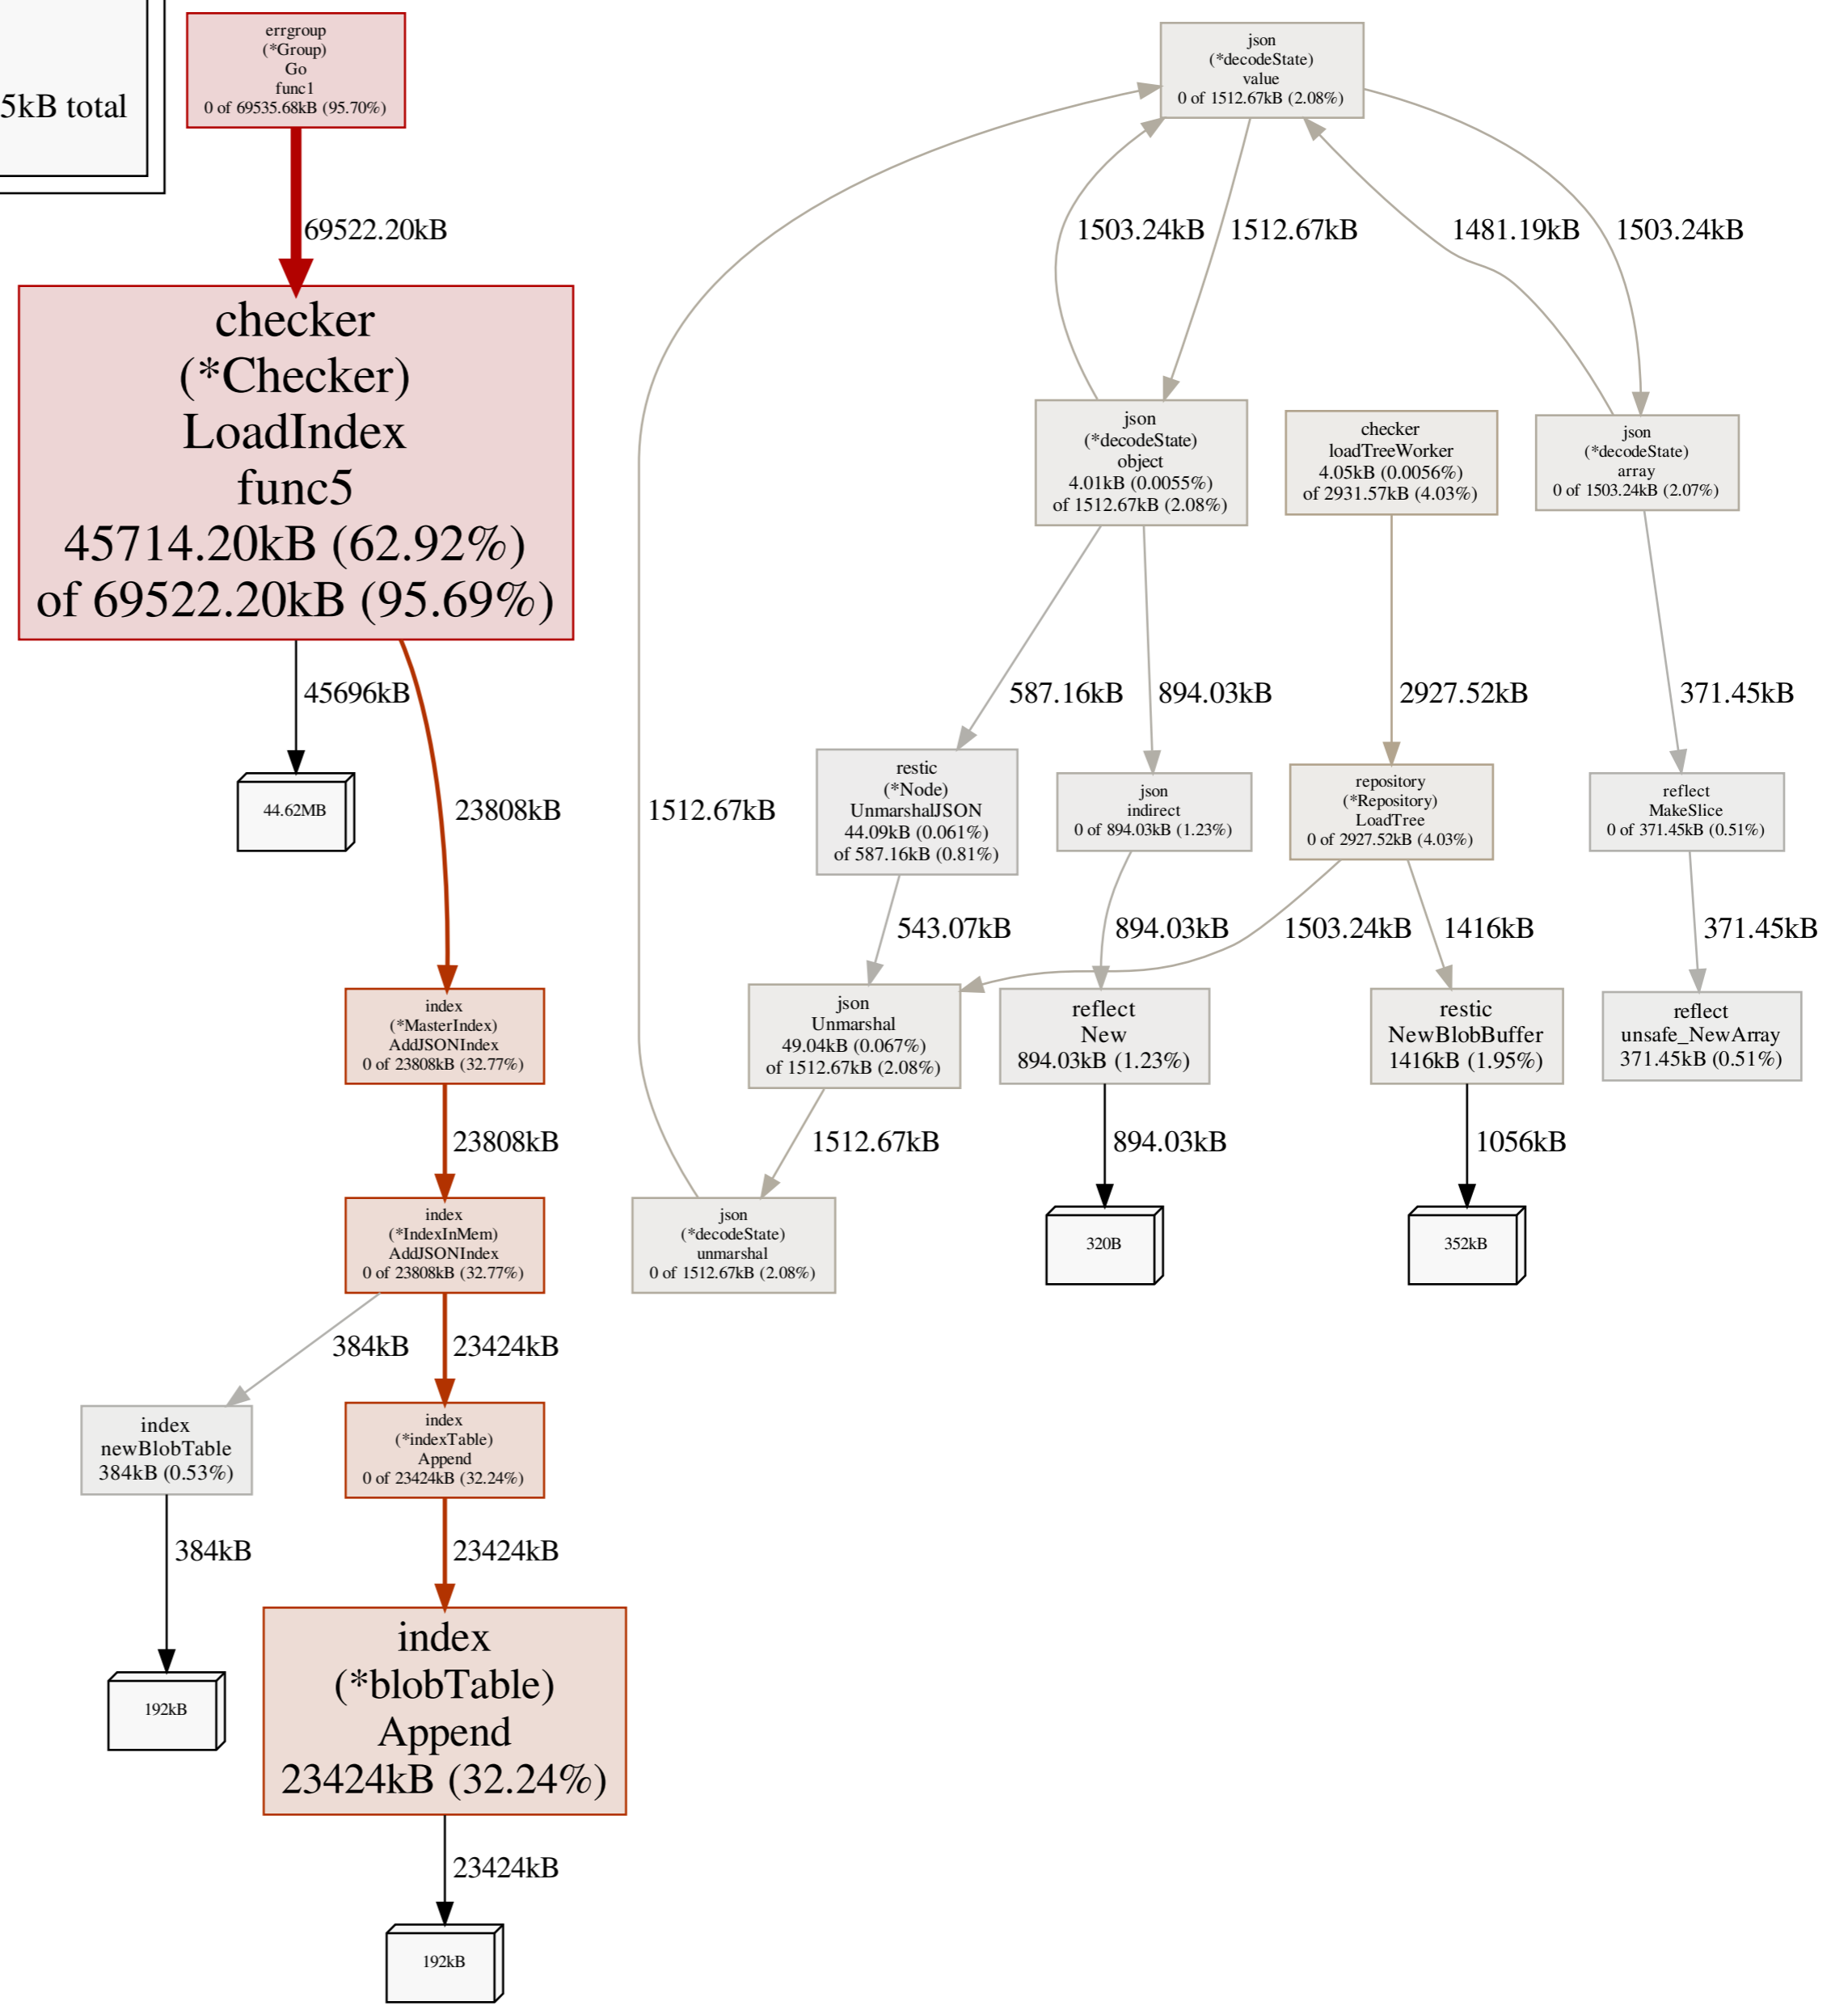 5kB total
errgroup
(*Group)
Go
func1
0 of 69535.68kB (95.70%)
69522.20kB
checker
(*Checker)
LoadIndex
func5
45714.20kB (62.92%)
of 69522.20kB (95.69%)
45696kB
44.62MB
23808kB
index
(*MasterIndex)
AddJSONIndex
0 of 23808kB (32.77%)
23808kB
index
(*IndexInMem)
AddJSONIndex
0 of 23808kB (32.77%)
384kB
23424kB
index
newBlobTable
384kB (0.53%)
384kB
192kB
index
(*indexTable)
Append
0 of 23424kB (32.24%)
23424kB
index
(*blobTable)
Append
23424kB (32.24%)
23424kB
192kB
json
(*decodeState)
value
0 of 1512.67kB (2.08%)
1503.24kB
1512.67kB
1481.19kB
1503.24kB
json
(*decodeState)
object
4.01kB (0.0055%)
of 1512.67kB (2.08%)
checker
loadTreeWorker
4.05kB (0.0056%)
of 2931.57kB (4.03%)
json
(*decodeState)
array
0 of 1503.24kB (2.07%)
587.16kB
894.03kB
2927.52kB
371.45kB
restic
(*Node)
UnmarshalJSON
44.09kB (0.061%)
of 587.16kB (0.81%)
json
indirect
0 of 894.03kB (1.23%)
repository
(*Repository)
LoadTree
0 of 2927.52kB (4.03%)
reflect
MakeSlice
0 of 371.45kB (0.51%)
1512.67kB
543.07kB
894.03kB
1503.24kB
1416kB
371.45kB
json
Unmarshal
49.04kB (0.067%)
of 1512.67kB (2.08%)
reflect
New
894.03kB (1.23%)
restic
NewBlobBuffer
1416kB (1.95%)
reflect
unsafe_NewArray
371.45kB (0.51%)
1512.67kB
894.03kB
1056kB
json
(*decodeState)
unmarshal
0 of 1512.67kB (2.08%)
320B
352kB